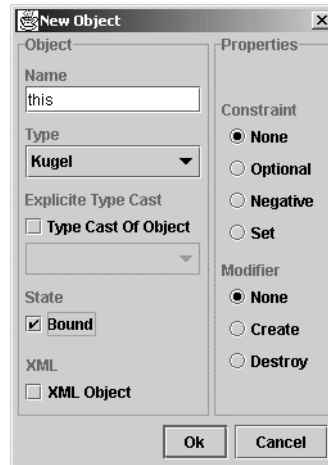 New Object
Object
Name
this
Type
Kugel
Explicite Type Cast
Type Cast Of Object
State
Bound
XML
XML Object
Properties
Constraint
None
Optional
Negative
Set
Modifier
None
Create
Destroy
Ok
Cancel